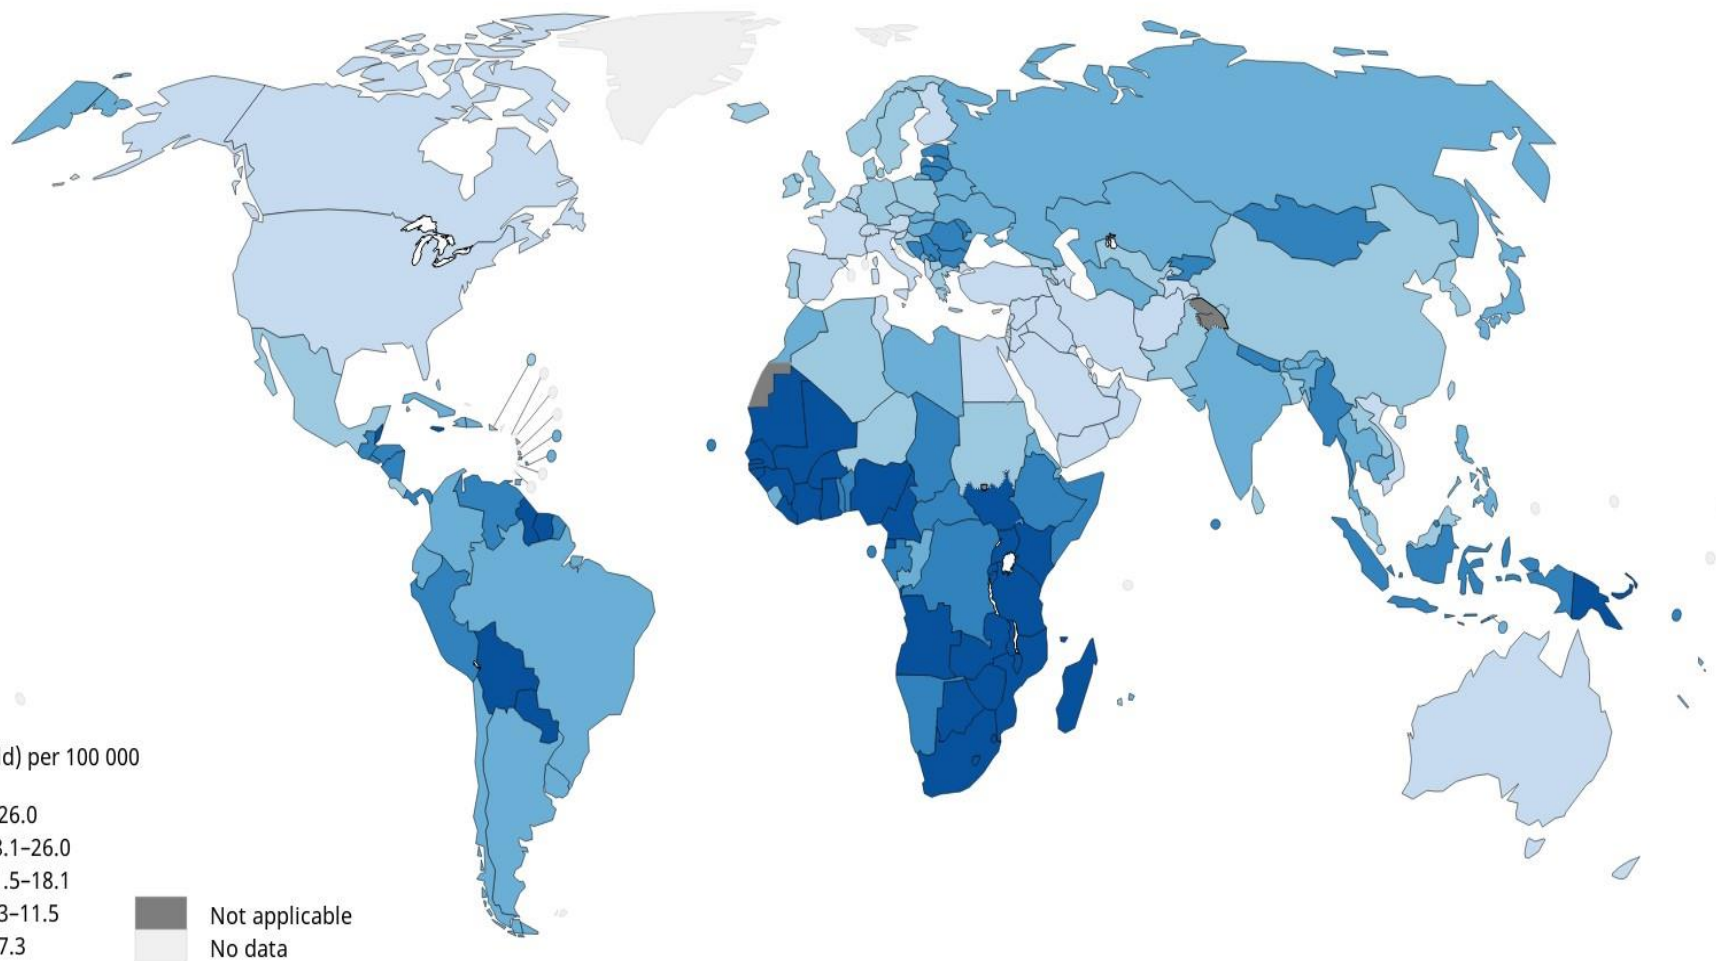 d) per 100 000
26.0
.1–26.0
.5–18.1
3–11.5
7.3
Not applicable
No data